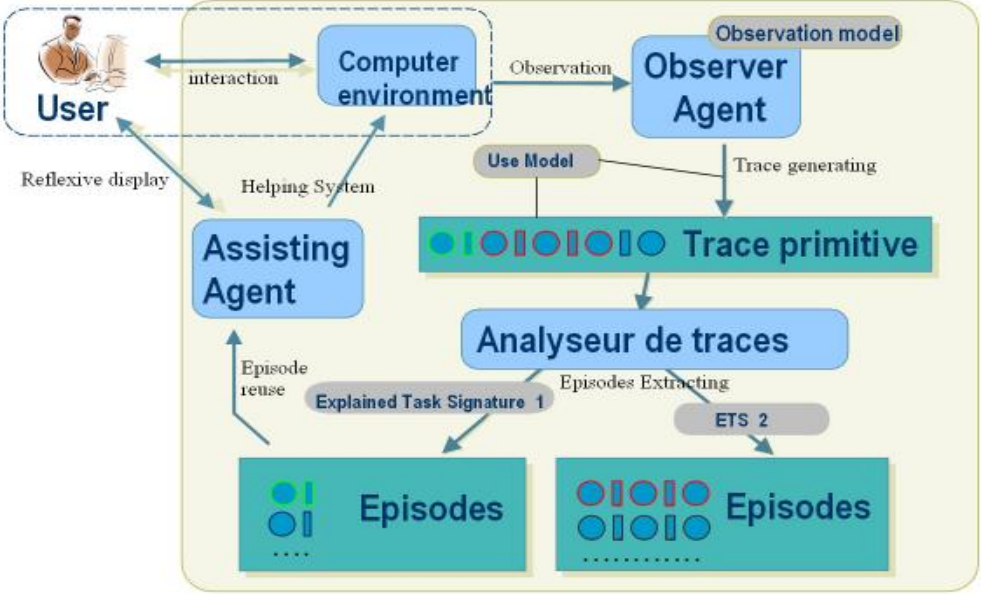 User
interaction
Computer
environment
Observation
Observation model
Observer
Agent
Reflexive display
Helping System
Use Model
Trace generating
Assisting
Agent
Trace primitive
Analyseur de traces
Episode
reuse
Episodes Extracting
Explained Task Signature 1
ETS 2
Episodes
....
Episodes
............